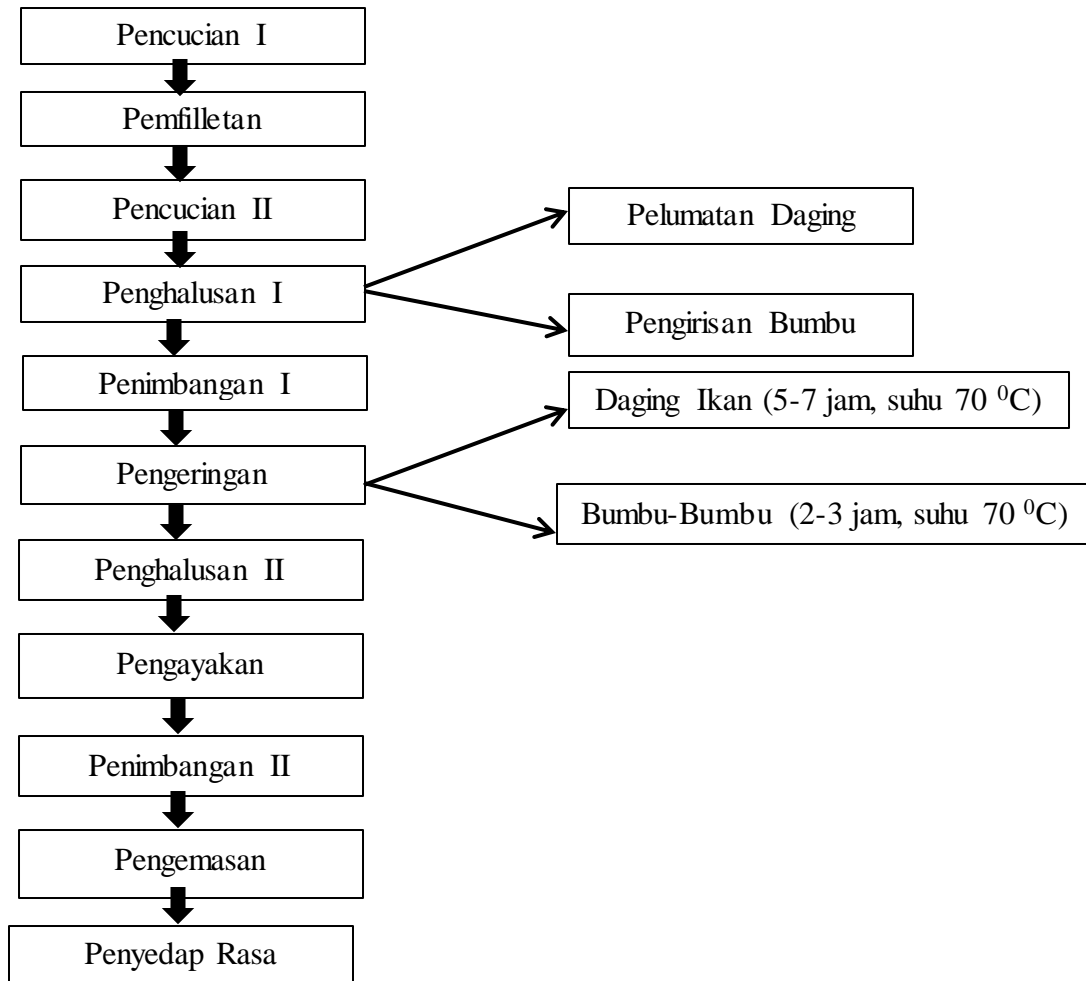 Pencucian I
Pemfilletan
Pencucian II
Pelumatan Daging
Penghalusan I
Pengirisan Bumbu
Penimbangan I
Daging Ikan (5-7 jam, suhu 70 ⁰C)
Pengeringan
Bumbu-Bumbu (2-3 jam, suhu 70 ⁰C)
Penghalusan II
Pengayakan
Penimbangan II
Pengemasan
Penyedap Rasa